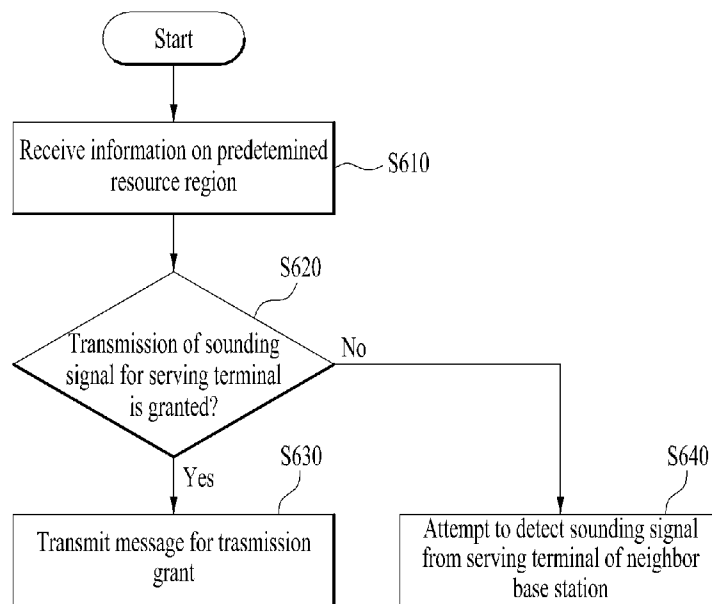 Start
Receive information on predetemined
resource region
S610
S620
Transmission of sounding
signal for serving terminal
is granted?
No
Yes
S630
Transmit message for trasmission
grant
S640
Attempt to detect sounding signal
from serving terminal of neighbor
base station